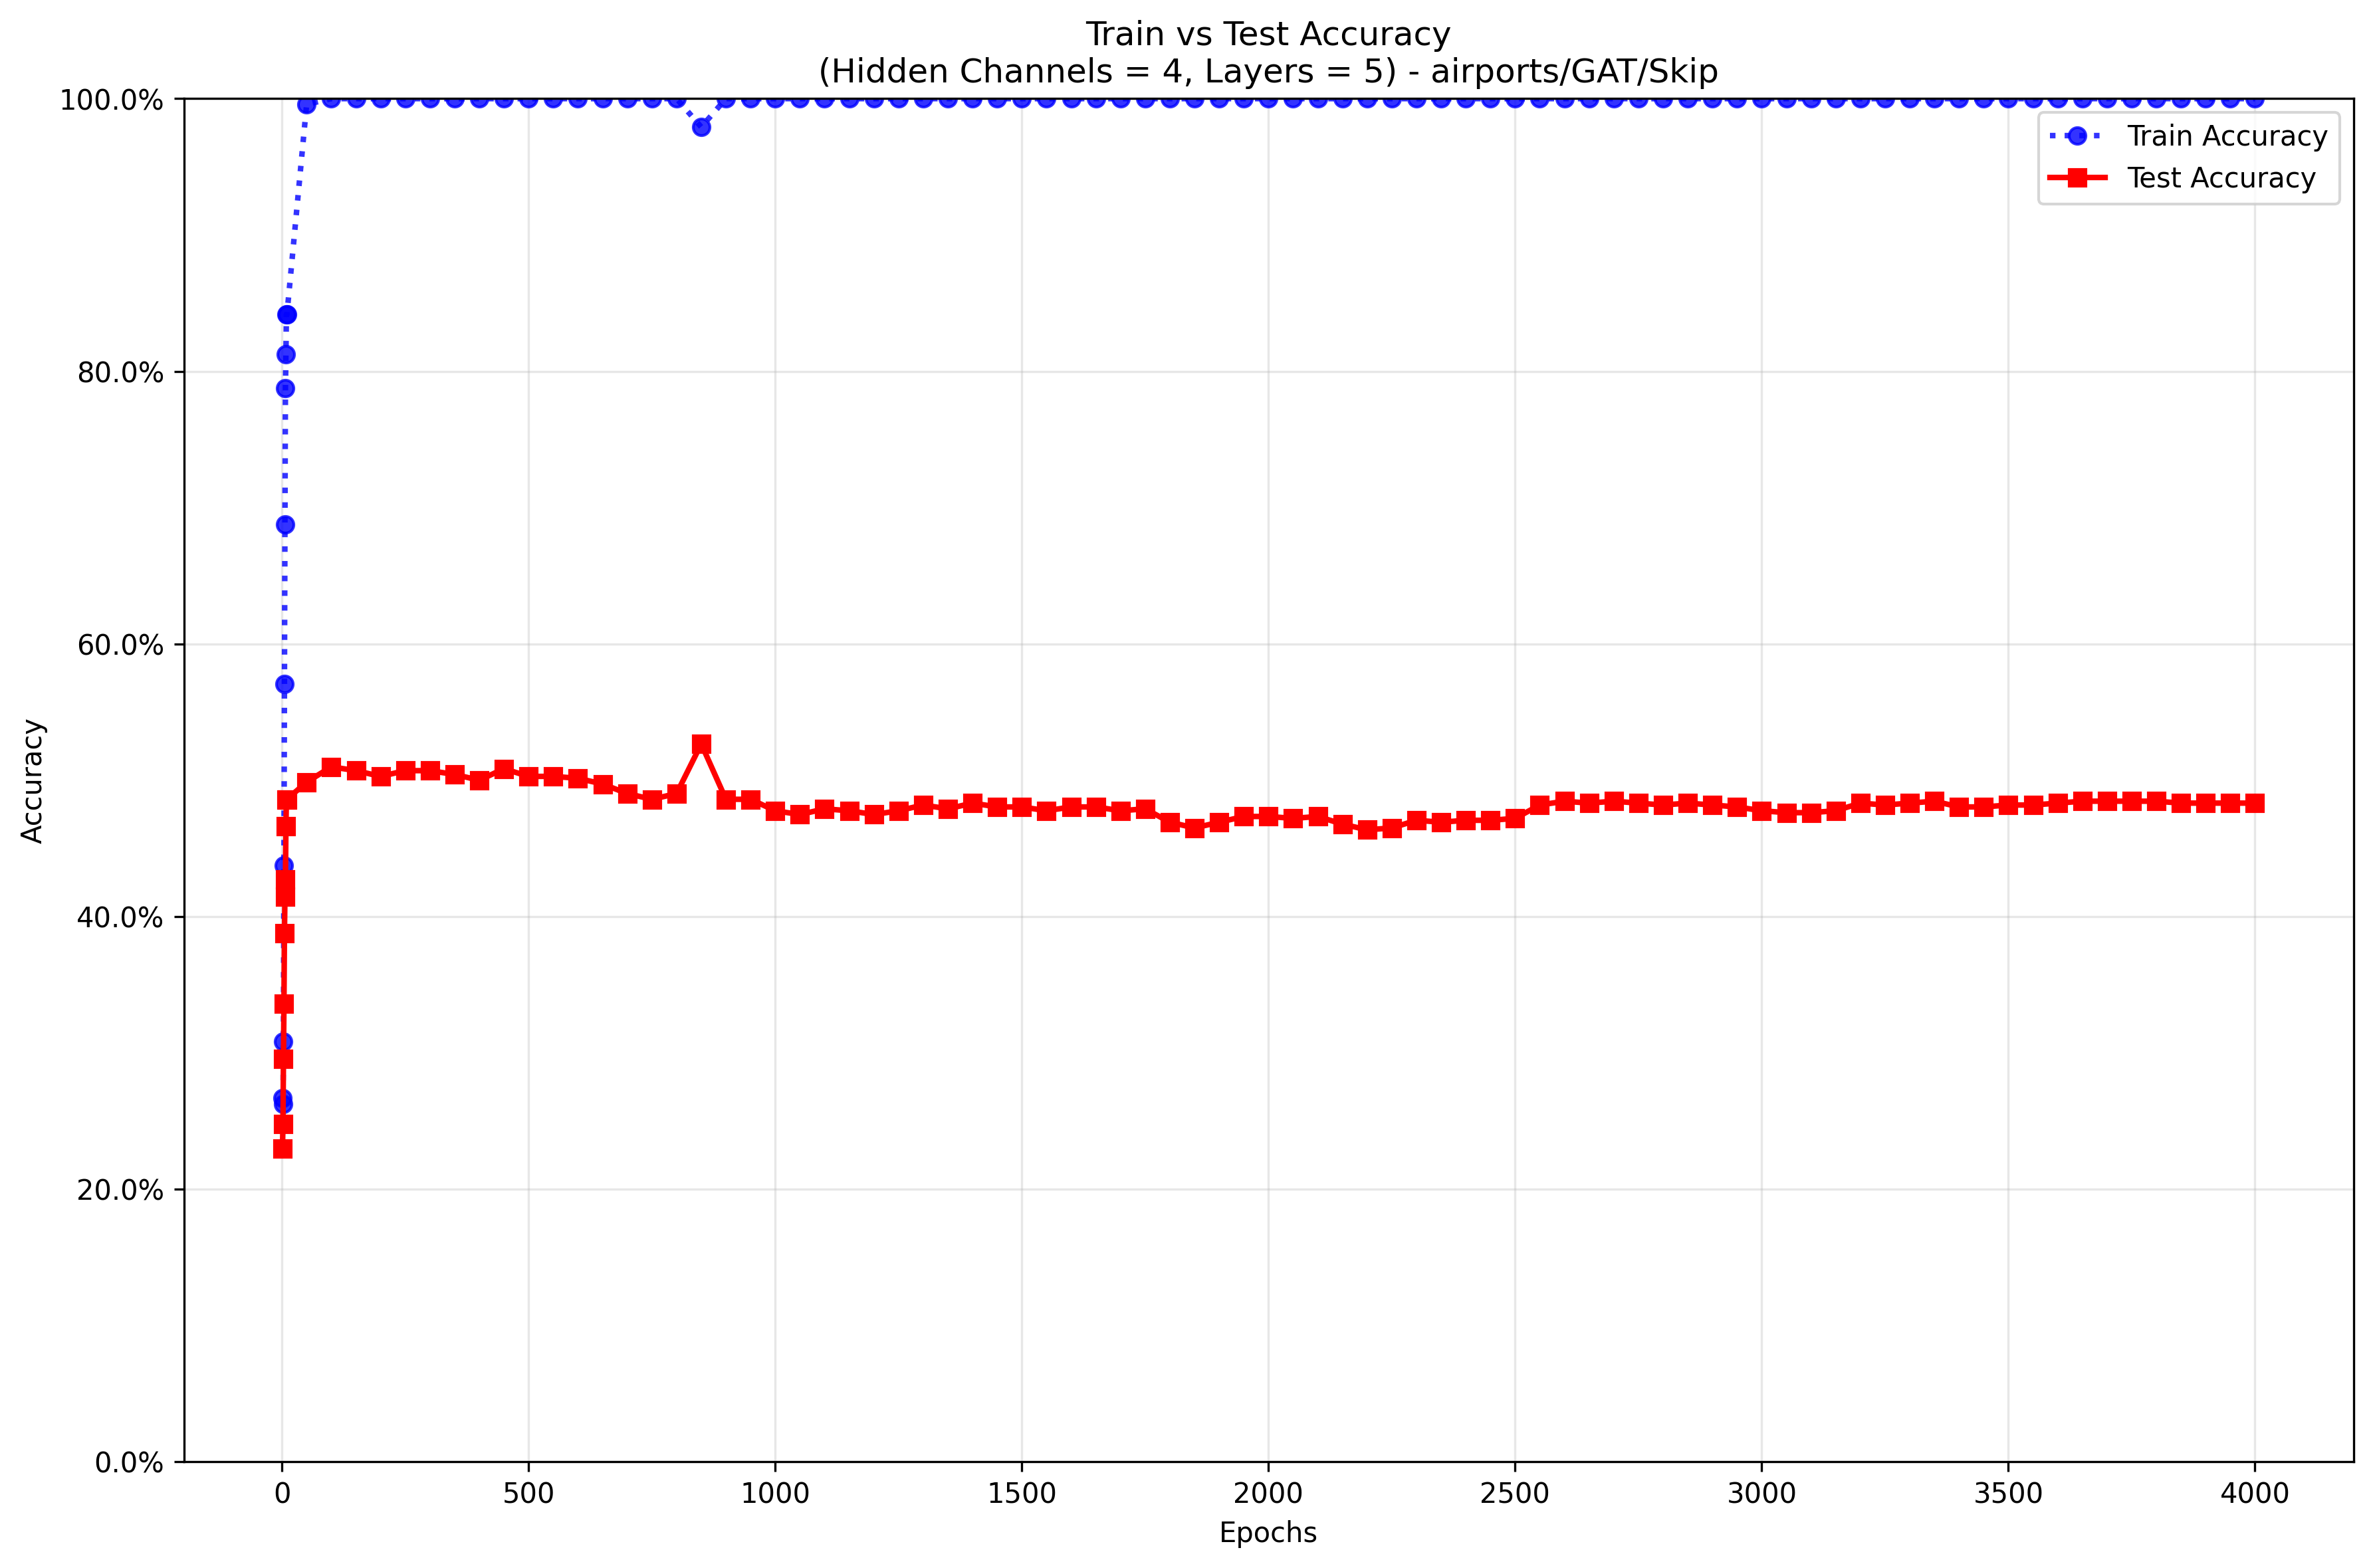 Train vs Test Accuracy
(Hidden Channels = 4, Layers = 5) - airports/GAT/Skip
100.0%
80.0%
60.0%
40.0%
20.0%
0.0%
Accuracy
Train Accuracy
Test Accuracy
0 500 1000 1500 2000 2500 3000 3500 4000
Epochs